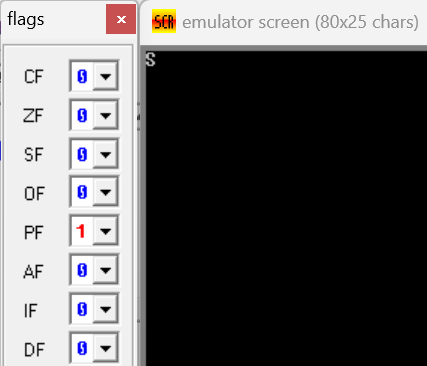 flags x
SCR emulator screen (80x25 chars)
S
CF 0
ZF 0
SF 0
OF 0
PF 1
AF 0
IF 0
DF 0